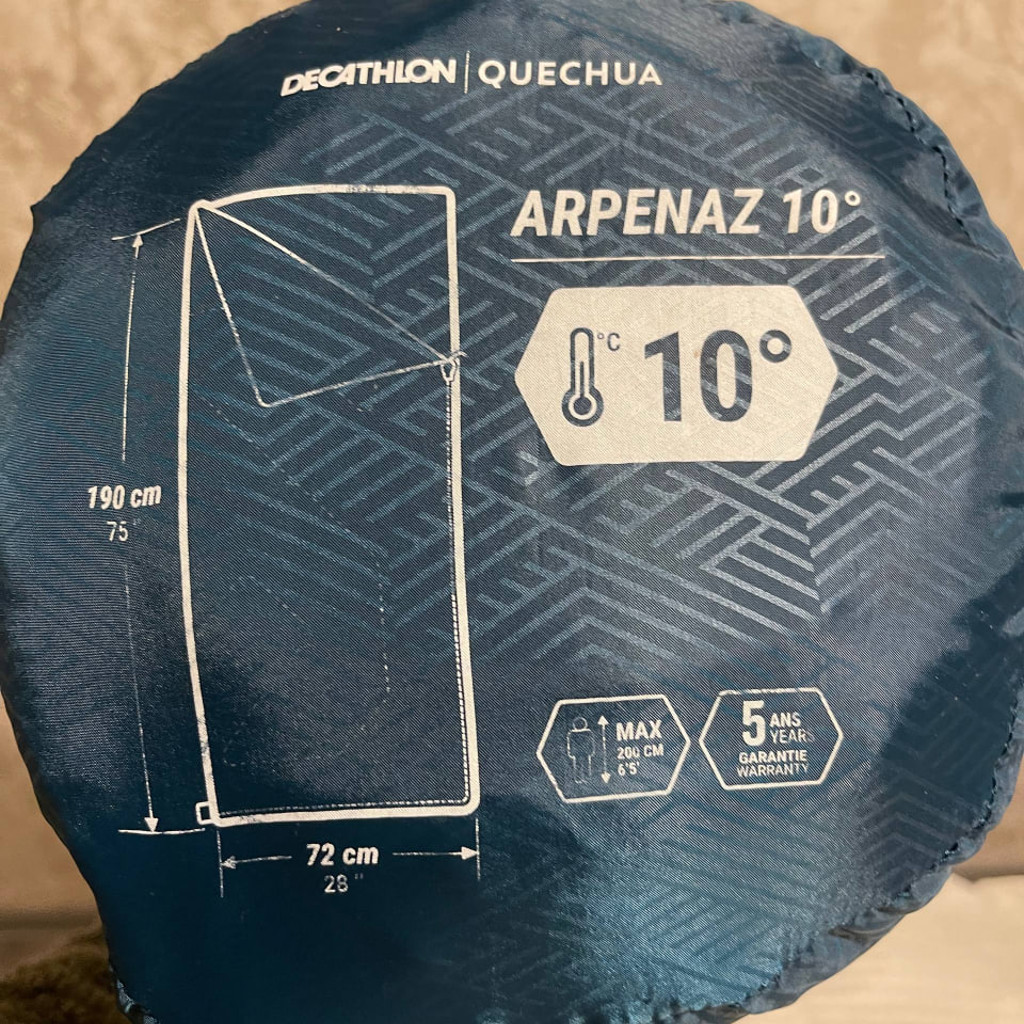 DECATHLON | QUECHUA
ARPENAZ 10°
°C 10°
190 cm
75"
72 cm
28"
MAX
200 CM
6'5'
5 ANS
YEARS
GARANTIE
WARRANTY